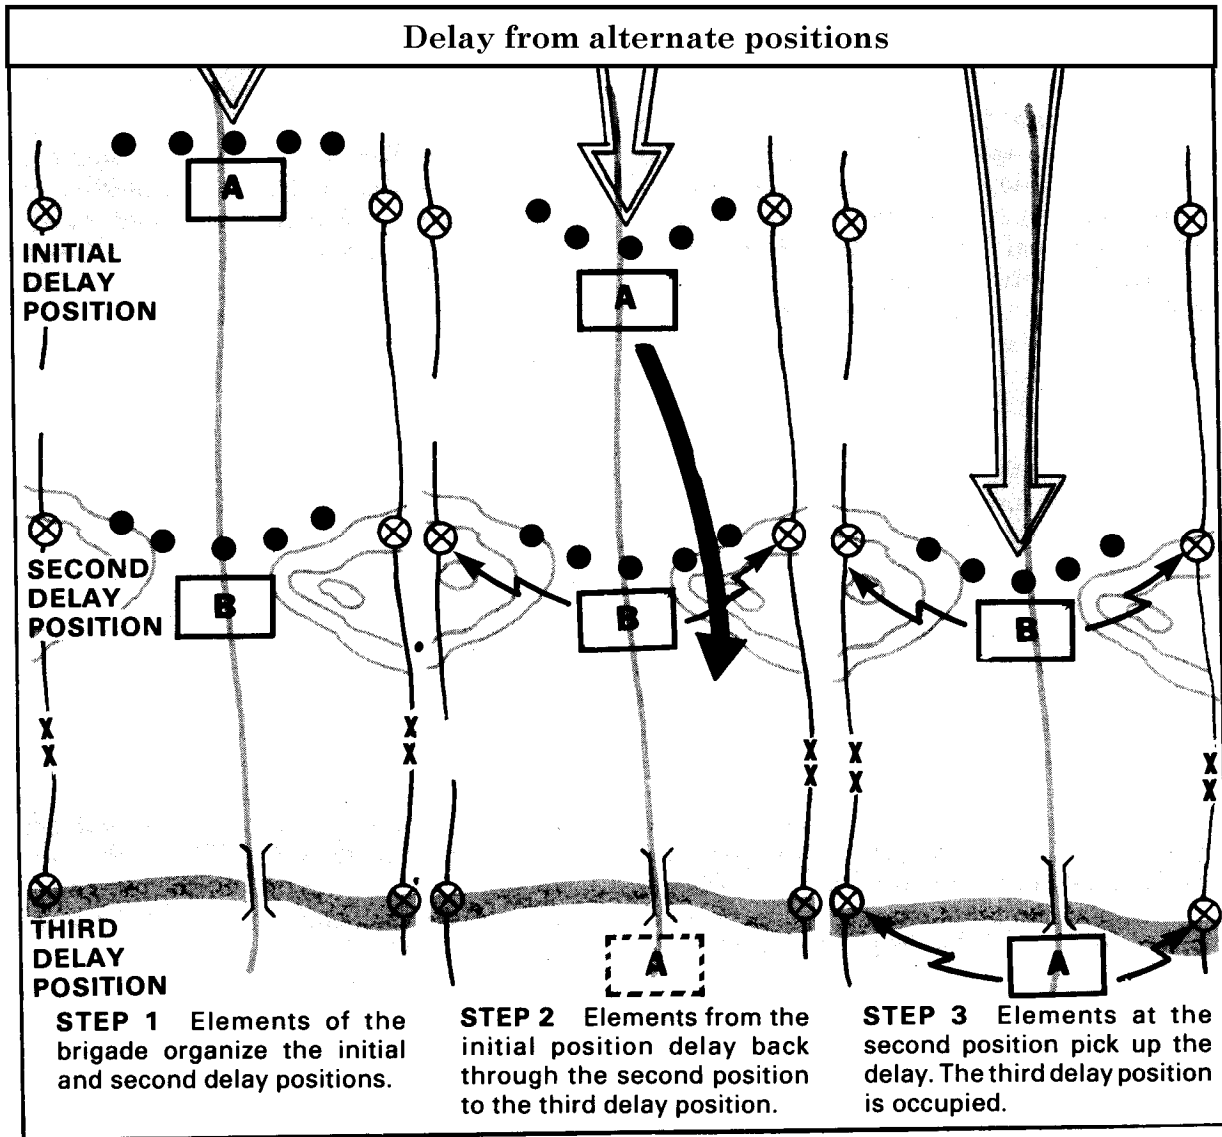 Delay from alternate positions
A
INITIAL
DELAY
POSITION
SECOND
DELAY
POSITION
B
X
X
X
X
THIRD
DELAY
POSITION
STEP 1 Elements of the
brigade organize the initial
and second delay positions.
A
B
X
X
A
STEP 2 Elements from the
initial position delay back
through the second position
to the third delay position.
B
X
X
X
X
A
STEP 3 Elements at the
second position pick up the
delay. The third delay position
is occupied.